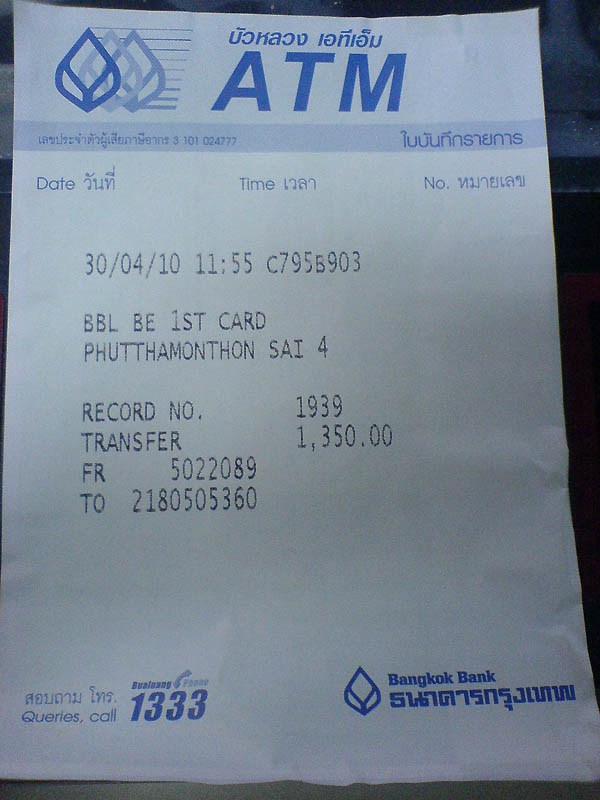 บัวหลวง เอทีเอ็ม
ATM
เลขประจำตัวผู้เสียภาษีอากร 3 101 024777
ใบบันทึกรายการ
Date วันที่ Time เวลา No. หมายเลข
30/04/10 11:55 C795B903
BBL BE 1ST CARD
PHUTTHAMONTHON SAI 4
RECORD NO. 1939
TRANSFER 1,350.00
FR 5022089
TO 2180505360
สอบถาม โทร.
Queries, call
Bualuang Phone
1333
Bangkok Bank
ธนาคารกรุงเทพ